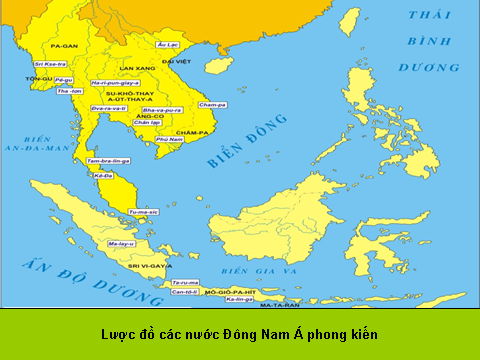 THÁI
BÌNH
DƯƠNG
PA-GAN
Âu Lạc
ĐẠI VIỆT
Sri Kse-tra
LAN XANG
TÔN-GU
Pê-gu
Ha-ri-pun-giay-a
Tha -tơn
SU-KHÔ-THAY
A-ÚT-THAY-A
Đva-ra-va-ti
Bha-va-pu-ra
Cham-pa
ĂNG-CO
Chân lạp
CHĂM-PA
Phù Nam
BIỂN
AN-ĐA-MAN
BIỂN ĐÔNG
Tam-bra-lin-ga
Kê-Đa
Tu-ma-sic
Ma-lay-u
SRI VI-GAY-A
ẤN ĐỘ DƯƠNG
BIỂN GIA VA
Ta-ru-ma
Can-tô-li
MÔ-GIÔ-PA-HÍT
Ka-lin-ga
MA-TA-RAN
Lược đồ các nước Đông Nam Á phong kiến